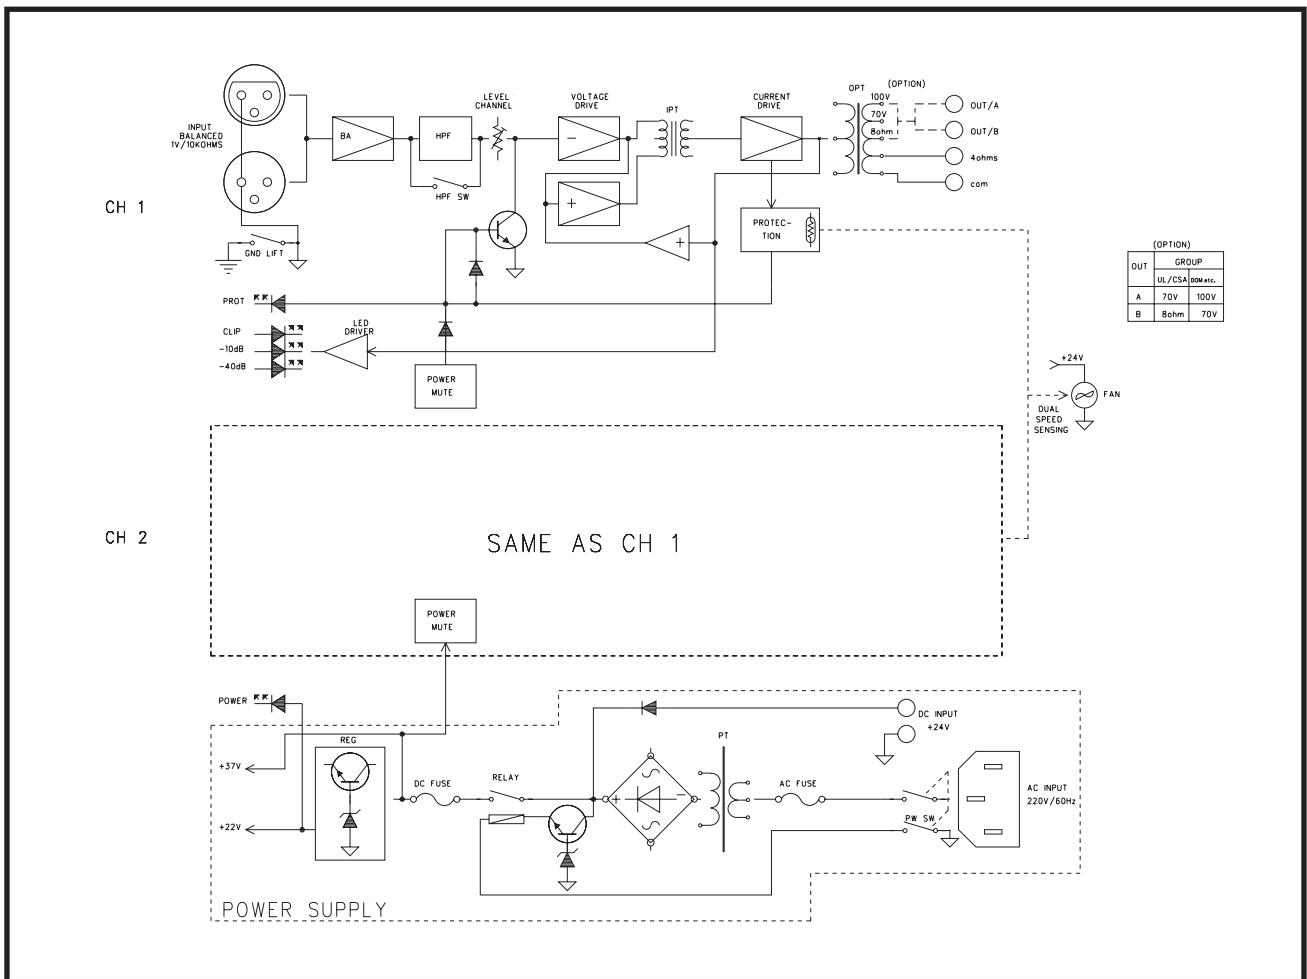 INPUT
BALANCED
1V/10KOHMS
CH 1
BA
HPF
HPF SW
LEVEL
CHANNEL
VOLTAGE
DRIVE
−
+
IPT
CURRENT
DRIVE
OPT
(OPTION)
100V
70V
8ohm
OUT/A
OUT/B
4ohms
com
GND LIFT
+
PROTEC-
TION
PROT
CLIP
-10dB
-40dB
LED
DRIVER
POWER
MUTE
(OPTION)
OUT GROUP
UL/CSA DOM.etc.
A 70V 100V
B 8ohm 70V
+24V
FAN
DUAL
SPEED
SENSING
CH 2
SAME AS CH 1
POWER
MUTE
POWER
REG
+37V
+22V
DC FUSE
RELAY
+
−
PT
DC INPUT
+24V
AC FUSE
PW SW
AC INPUT
220V/60Hz
POWER SUPPLY